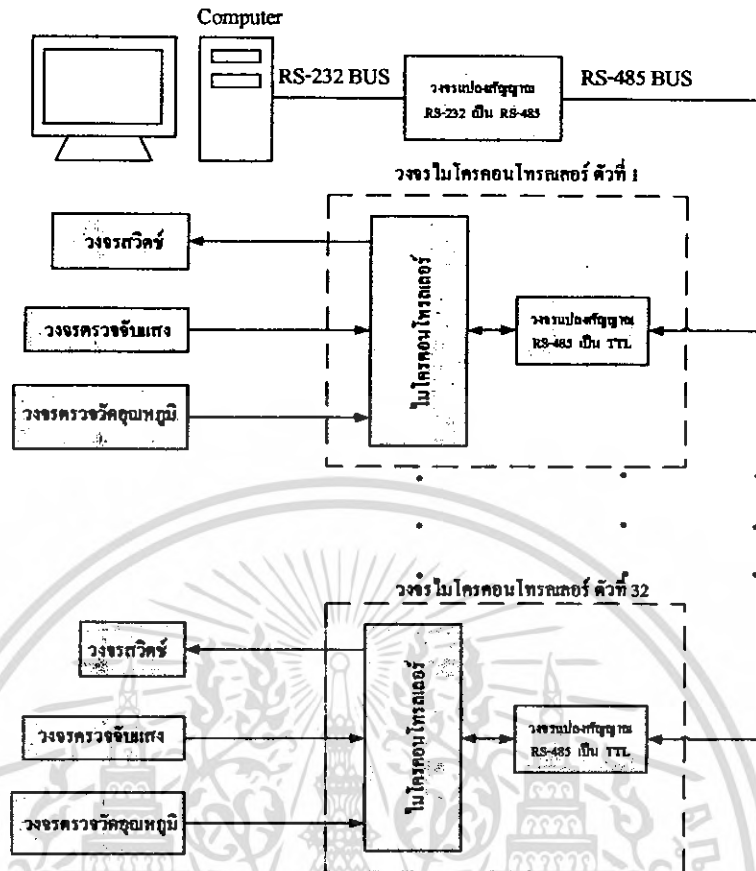 Computer
RS-232 BUS
วงจรแปลงสัญญาณ
RS-232 เป็น RS-485
RS-485 BUS
วงจรไมโครคอนโทรลเลอร์ ตัวที่ 1
วงจรสวิตช์
วงจรตรวจจับแสง
วงจรตรวจวัดอุณหภูมิ
ไมโครคอนโทรลเลอร์
วงจรแปลงสัญญาณ
RS-485 เป็น TTL
วงจรไมโครคอนโทรลเลอร์ ตัวที่ 32
วงจรสวิตช์
วงจรตรวจจับแสง
วงจรตรวจวัดอุณหภูมิ
ไมโครคอนโทรลเลอร์
วงจรแปลงสัญญาณ
RS-485 เป็น TTL